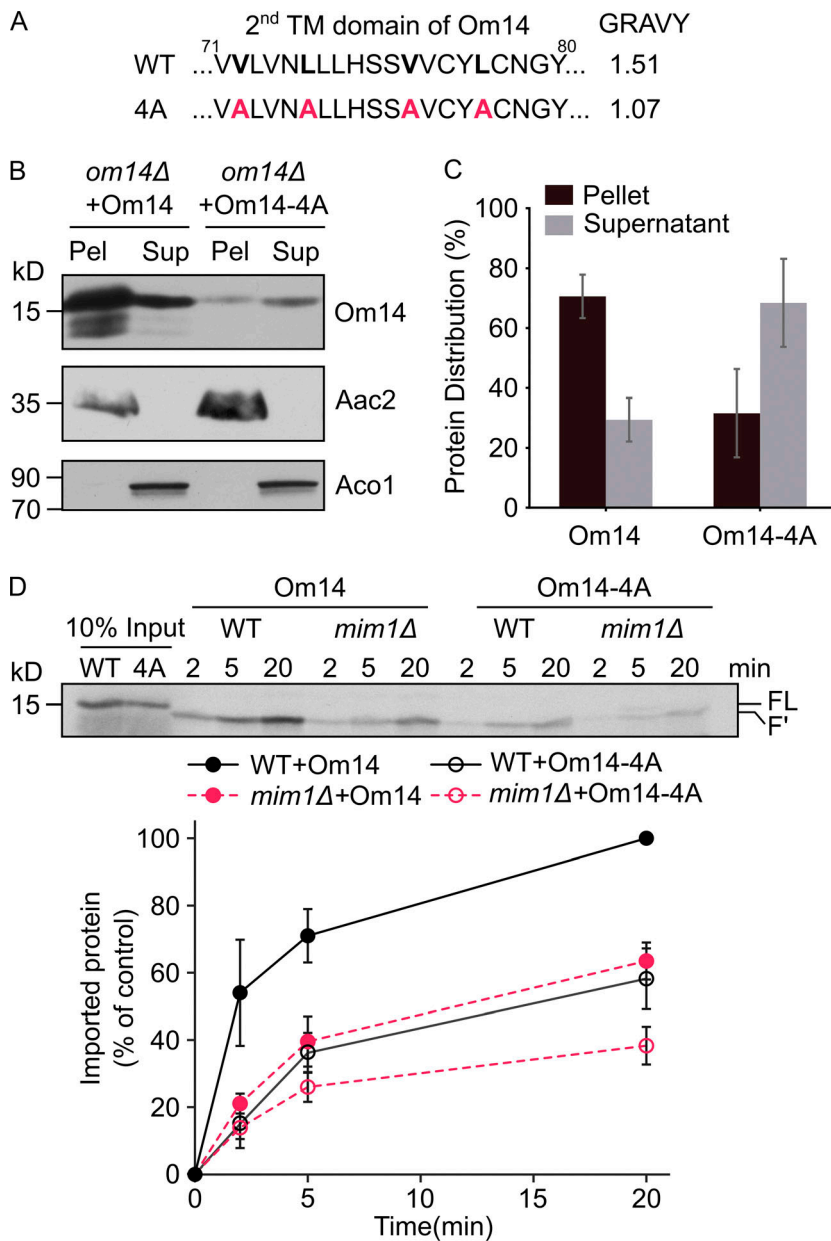 A
2nd TM domain of Om14 GRAVY
71 80
WT ...VVLVNLLLHSSVVCYLCNGY... 1.51
4A ...VALVNALLHSSAVCYACNGY... 1.07
B
om14Δ om14Δ
+Om14 +Om14-4A
kD Pel Sup Pel Sup
15 Om14
35 Aac2
90 Aco1
70
C
Pellet
Supernatant
Protein Distribution (%)
100
80
60
40
20
0
Om14 Om14-4A
D
Om14 Om14-4A
10% Input WT mim1Δ WT mim1Δ
kD WT 4A 2 5 20 2 5 20 2 5 20 2 5 20 min
15 FL
F'
WT+Om14 WT+Om14-4A
mim1Δ+Om14 mim1Δ+Om14-4A
Imported protein
(% of control)
100
80
60
40
20
0
0 5 10 15 20
Time(min)